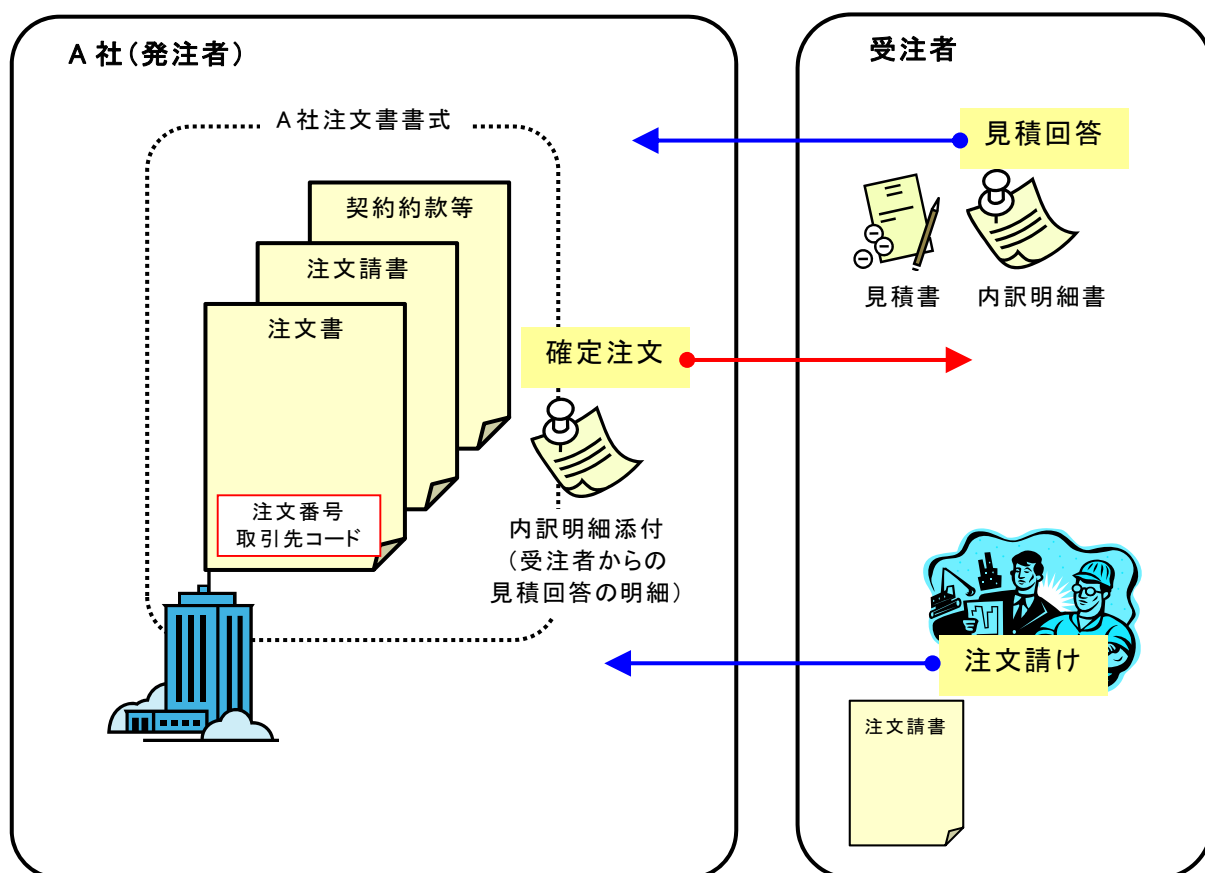 A社(発注者)
A社注文書書式
契約約款等
注文請書
注文書
注文番号
取引先コード
確定注文
内訳明細添付
(受注者からの
見積回答の明細)
受注者
見積回答
見積書
内訳明細書
注文請け
注文請書